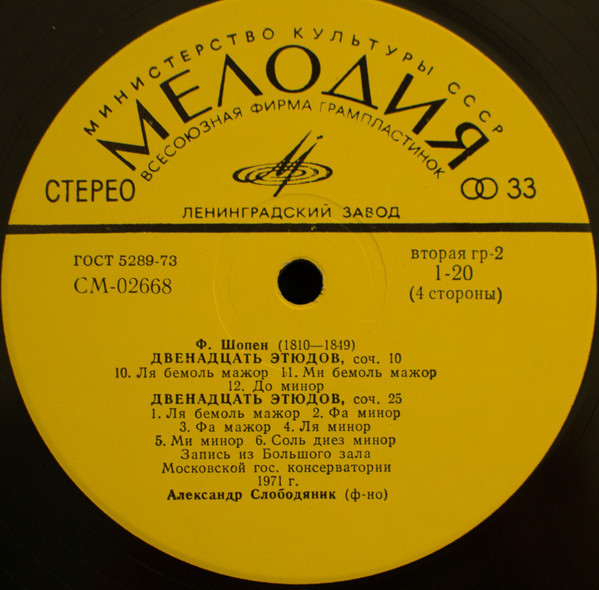 МИНИСТЕРСТВО КУЛЬТУРЫ СССР
МЕЛОДИЯ
ВСЕСОЮЗНАЯ ФИРМА ГРАМПЛАСТИНОК
СТЕРЕО
33
ЛЕНИНГРАДСКИЙ ЗАВОД
ГОСТ 5289-73
СМ-02668
вторая гр-2
1-20
(4 стороны)
Ф. Шопен (1810—1849)
ДВЕНАДЦАТЬ ЭТЮДОВ, соч. 10
10. Ля бемоль мажор 11. Ми бемоль мажор
12. До минор
ДВЕНАДЦАТЬ ЭТЮДОВ, соч. 25
1. Ля бемоль мажор 2. Фа минор
3. Фа мажор 4. Ля минор
5. Ми минор 6. Соль диез минор
Запись из Большого зала
Московской гос. консерватории
1971 г.
Александр Слободяник (ф-но)